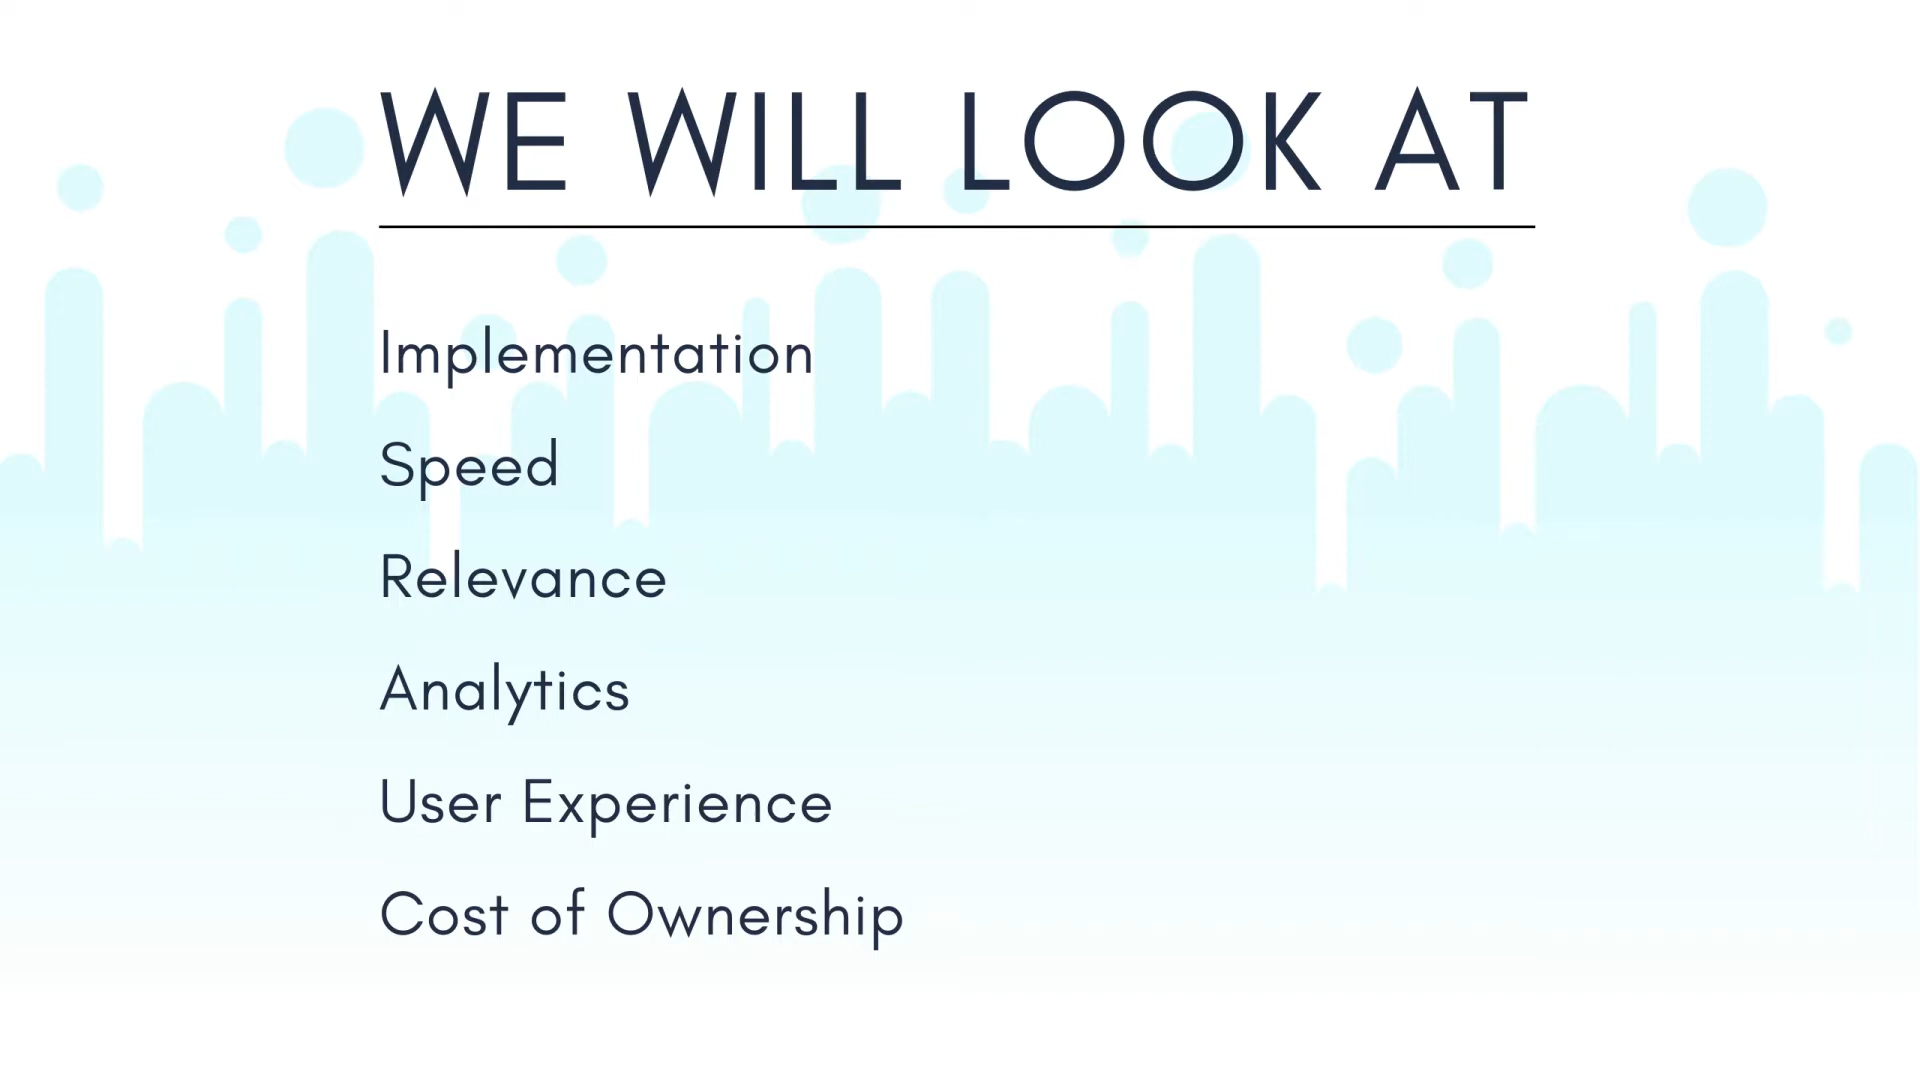 WE WILL LOOK AT
Implementation
Speed
Relevance
Analytics
User Experience
Cost of Ownership